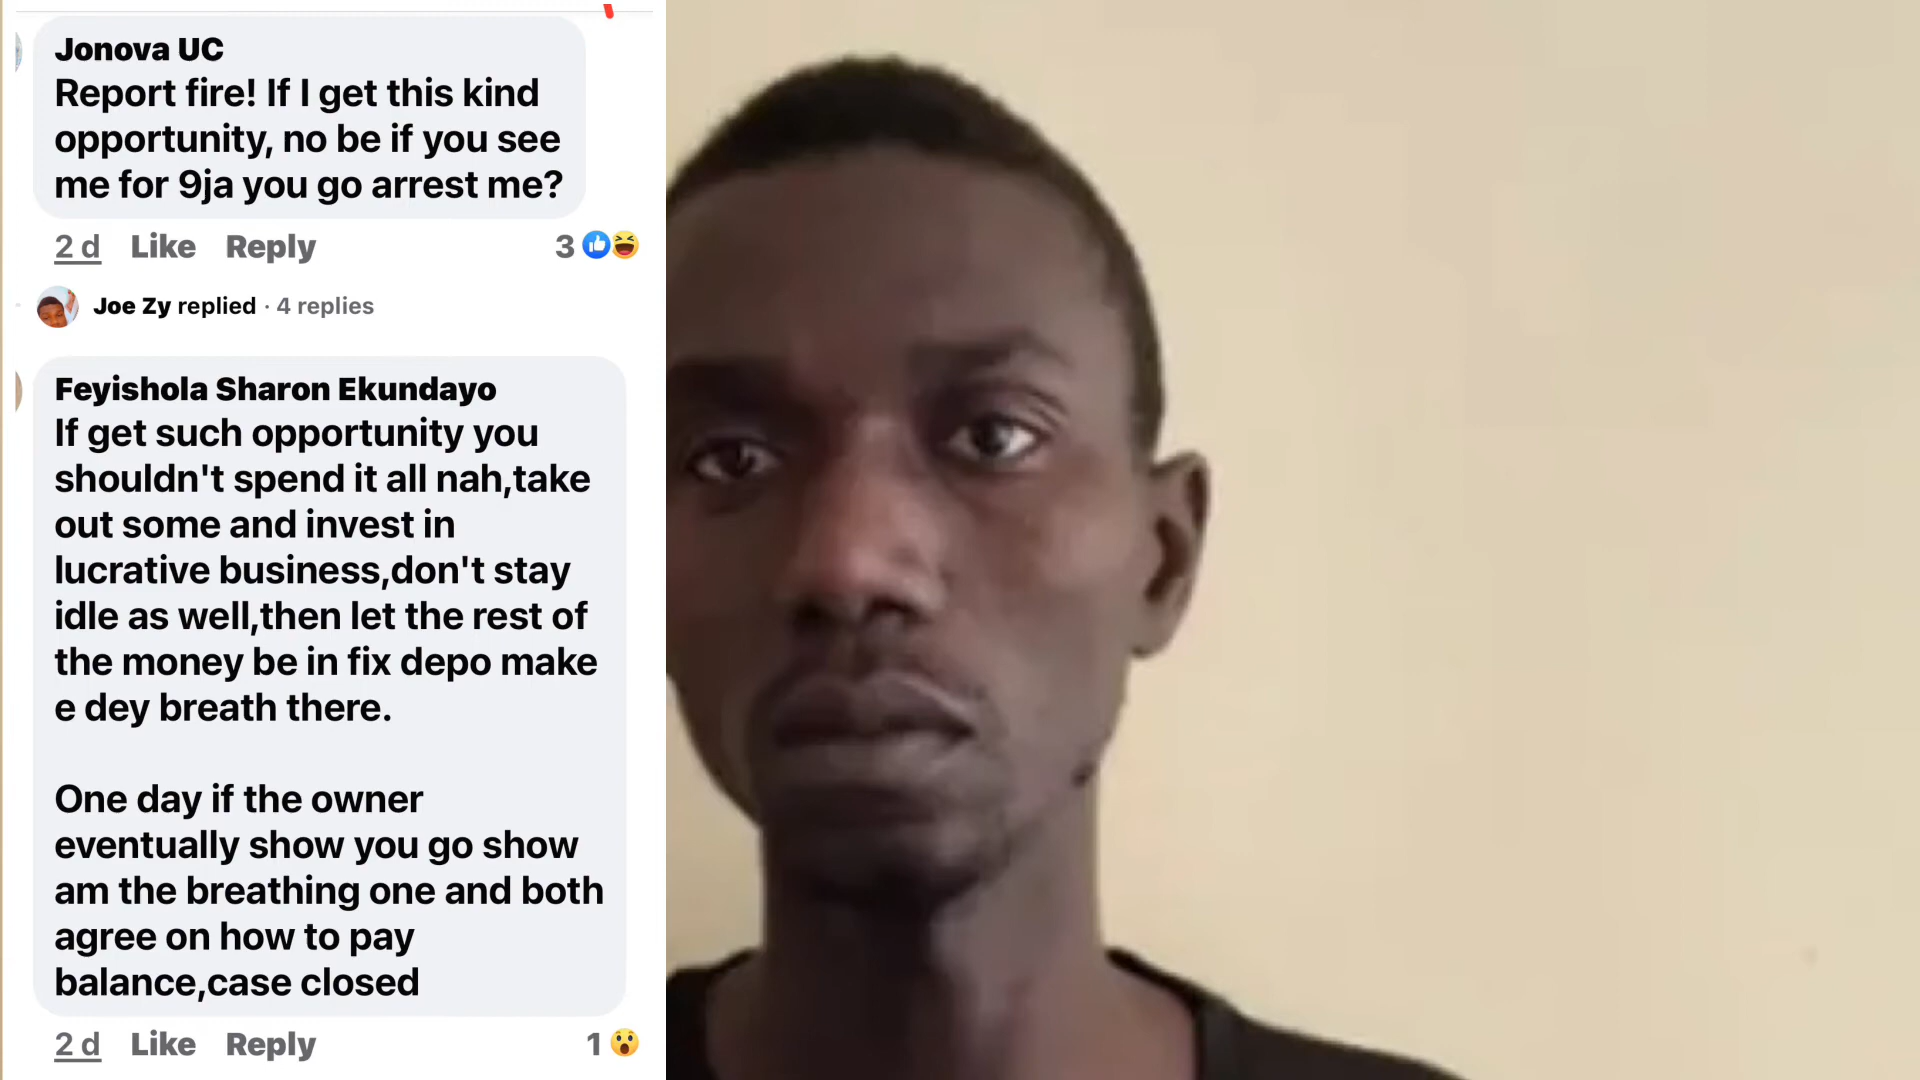 Jonova UC
Report fire! If I get this kind
opportunity, no be if you see
me for 9ja you go arrest me?
2 d Like Reply 3
Joe Zy replied · 4 replies
Feyishola Sharon Ekundayo
If get such opportunity you
shouldn't spend it all nah,take
out some and invest in
lucrative business,don't stay
idle as well,then let the rest of
the money be in fix depo make
e dey breath there.
One day if the owner
eventually show you go show
am the breathing one and both
agree on how to pay
balance,case closed
2 d Like Reply 1